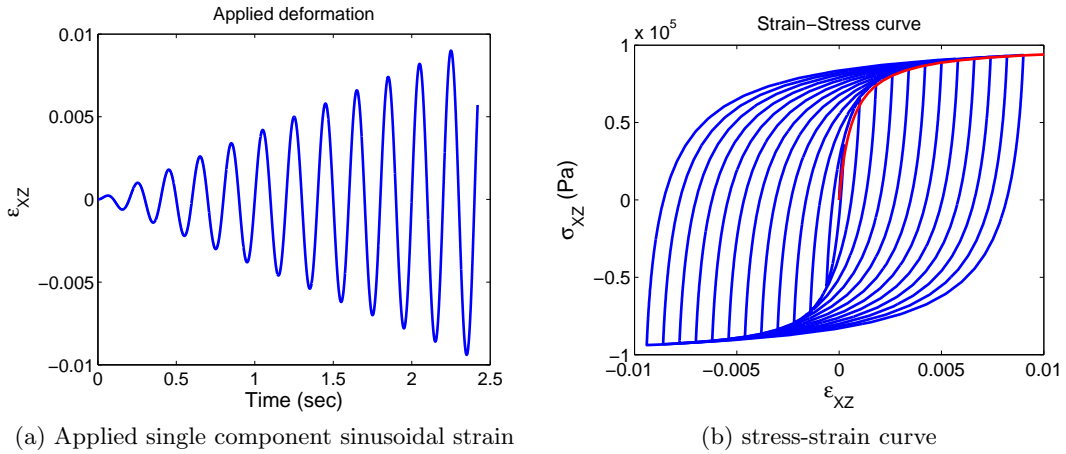 Applied deformation
0.01
0.005
0
−0.005
−0.01
ε_XZ
0
0.5
1
1.5
2
2.5
Time (sec)
(a) Applied single component sinusoidal strain
Strain−Stress curve
x 10^5
1
0.5
0
−0.5
−1
σ_XZ (Pa)
−0.01
−0.005
0
0.005
0.01
ε_XZ
(b) stress-strain curve